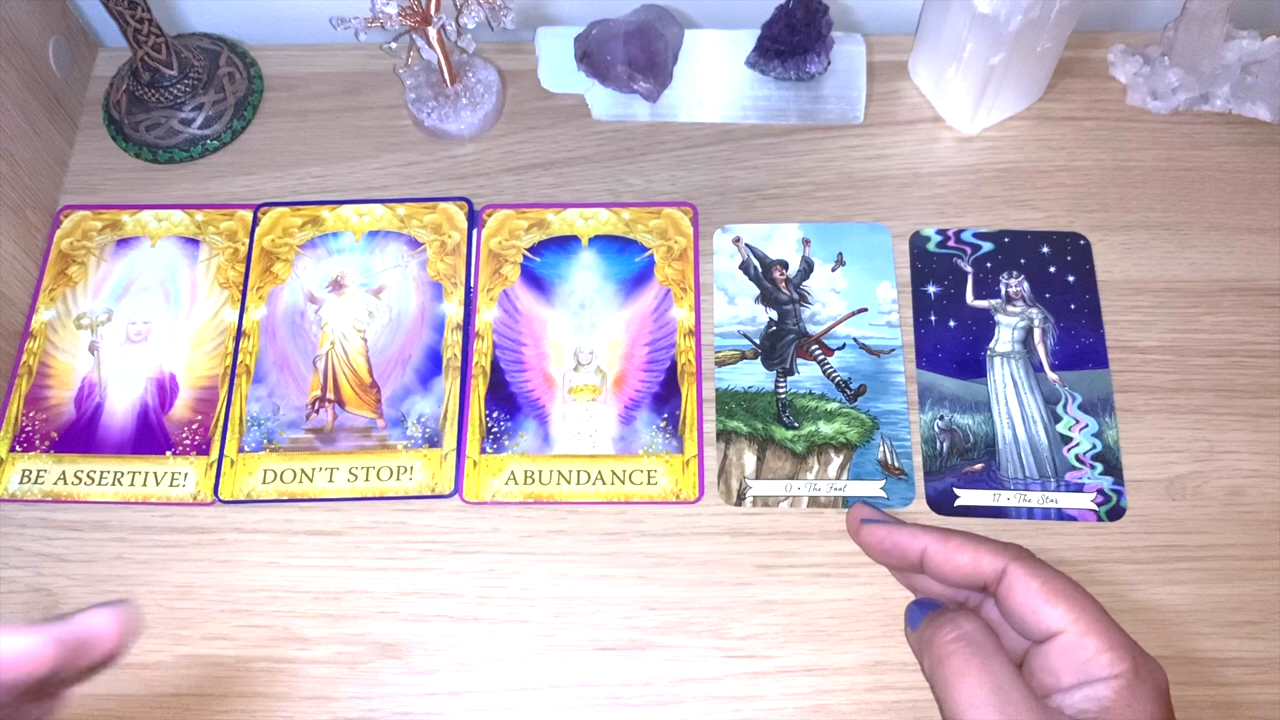 BE ASSERTIVE!
DON'T STOP!
ABUNDANCE
0 • The Fool
17 • The Star